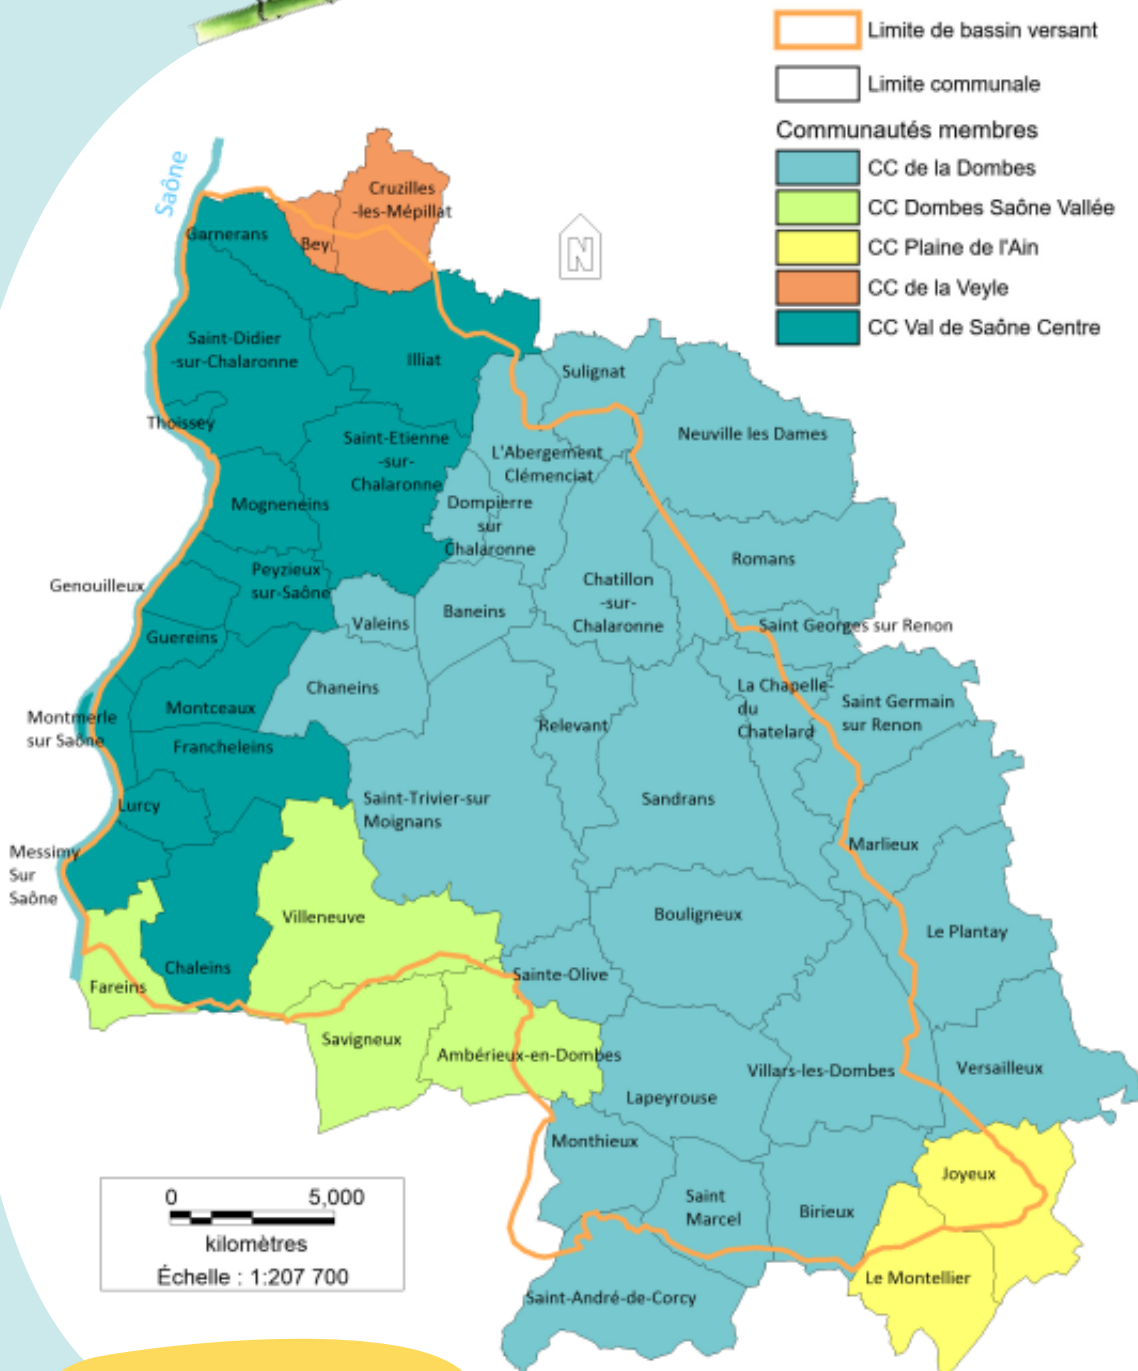 Limite de bassin versant
Limite communale
Communautés membres
CC de la Dombes
CC Dombes Saône Vallée
CC Plaine de l'Ain
CC de la Veyle
CC Val de Saône Centre
Saône
Cruzilles
-les-Mépillat
Bey
Garnerans
N
Saint-Didier
-sur-Chalaronne
Illiat
Sulignat
Thoissey
Neuville les Dames
Saint-Etienne
-sur-
Chalaronne
L'Abergement
Clémenciat
Mogneneins
Dompierre
sur
Chalaronne
Romans
Genouilleux
Peyzieux
sur-Saône
Chatillon
-sur-
Chalaronne
Valeins
Baneins
Saint Georges sur Renon
Guereins
Chaneins
La Chapelle-
du
Chatelard
Saint Germain
sur Renon
Montmerle
sur Saône
Montceaux
Relevant
Francheleins
Lurcy
Saint-Trivier-sur
Moignans
Sandrans
Messimy
Sur
Saône
Marlieux
Villeneuve
Bouligneux
Le Plantay
Chaleins
Sainte-Olive
Fareins
Savigneux
Ambérieux-en-Dombes
Villars-les-Dombes
Versailleux
Lapeyrouse
Monthieux
Joyeux
Saint
Marcel
Birieux
Le Montellier
Saint-André-de-Corcy
0 5,000
kilomètres
Échelle : 1:207 700